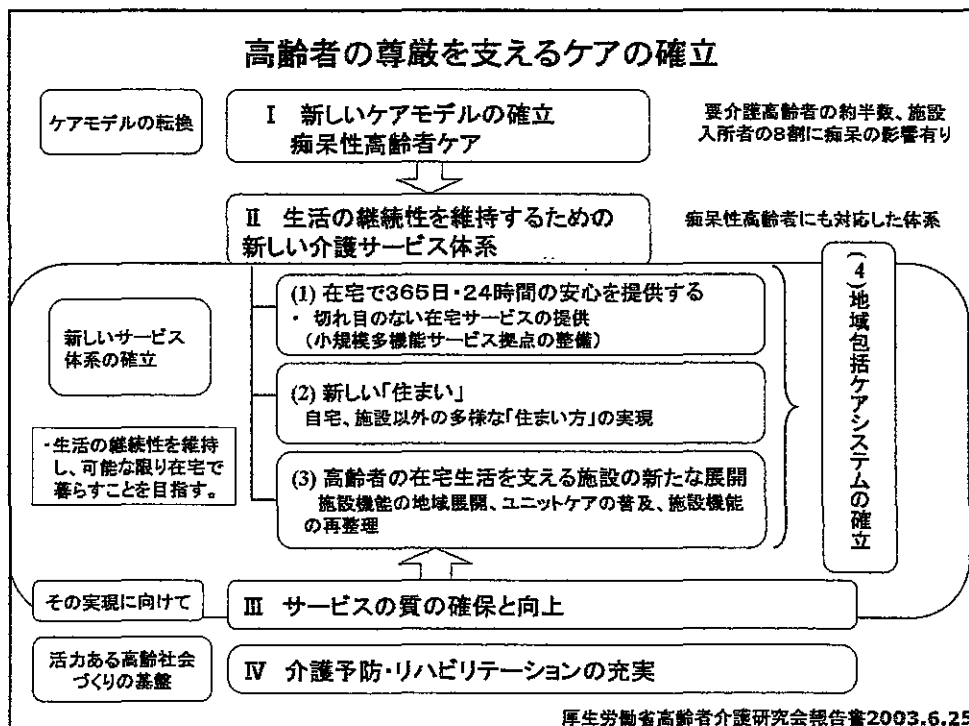 高齢者の尊厳を支えるケアの確立
ケアモデルの転換
Ⅰ 新しいケアモデルの確立
痴呆性高齢者ケア
要介護高齢者の約半数、施設
入所者の8割に痴呆の影響有り
Ⅱ 生活の継続性を維持するための
新しい介護サービス体系
痴呆性高齢者にも対応した体系
新しいサービス
体系の確立
・生活の継続性を維持
し、可能な限り在宅で
暮らすことを目指す。
(1) 在宅で365日・24時間の安心を提供する
・ 切れ目のない在宅サービスの提供
(小規模多機能サービス拠点の整備)
(2) 新しい「住まい」
自宅、施設以外の多様な「住まい方」の実現
(3) 高齢者の在宅生活を支える施設の新たな展開
施設機能の地域展開、ユニットケアの普及、施設機能
の再整理
(4)地域包括ケアシステムの確立
その実現に向けて
Ⅲ サービスの質の確保と向上
活力ある高齢社会
づくりの基盤
Ⅳ 介護予防・リハビリテーションの充実
厚生労働省高齢者介護研究会報告書2003.6.25